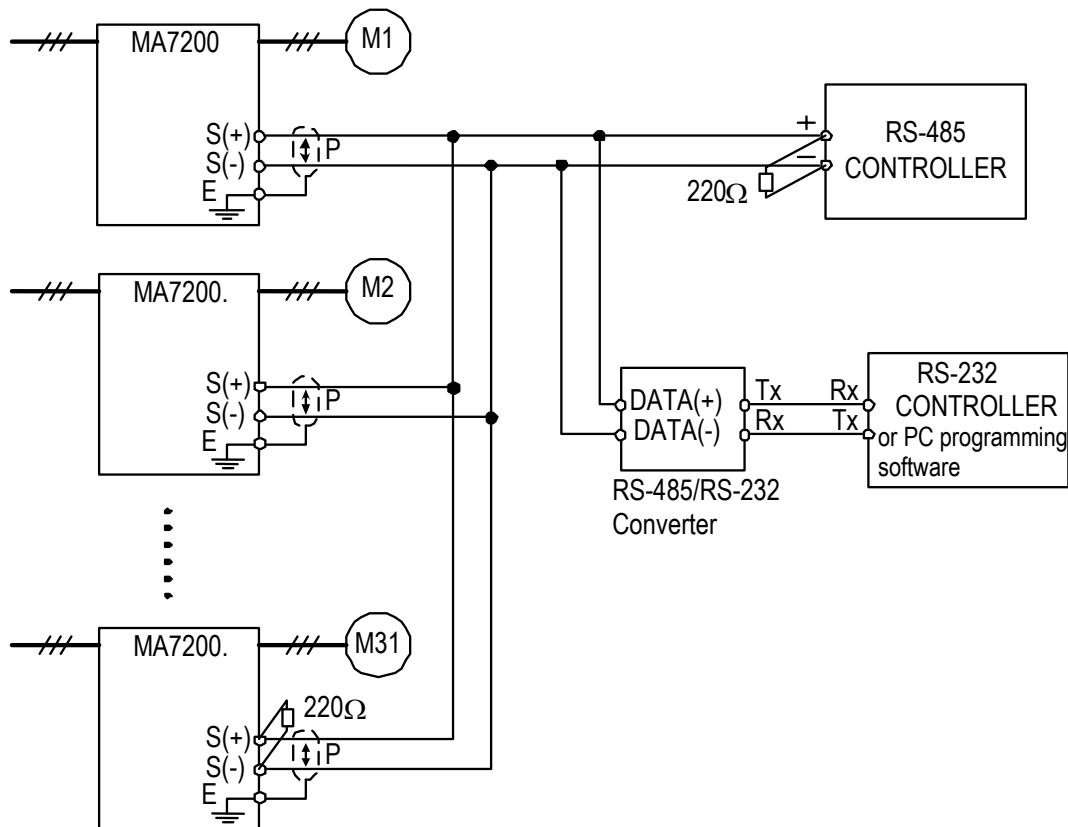 MA7200
M1
S(+)
P
S(-)
E
+
−
220Ω
RS-485
CONTROLLER
MA7200.
M2
S(+)
P
S(-)
E
DATA(+)
DATA(-)
Tx
Rx
Rx
Tx
RS-232
CONTROLLER
or PC programming
software
RS-485/RS-232
Converter
MA7200.
M31
220Ω
S(+)
P
S(-)
E